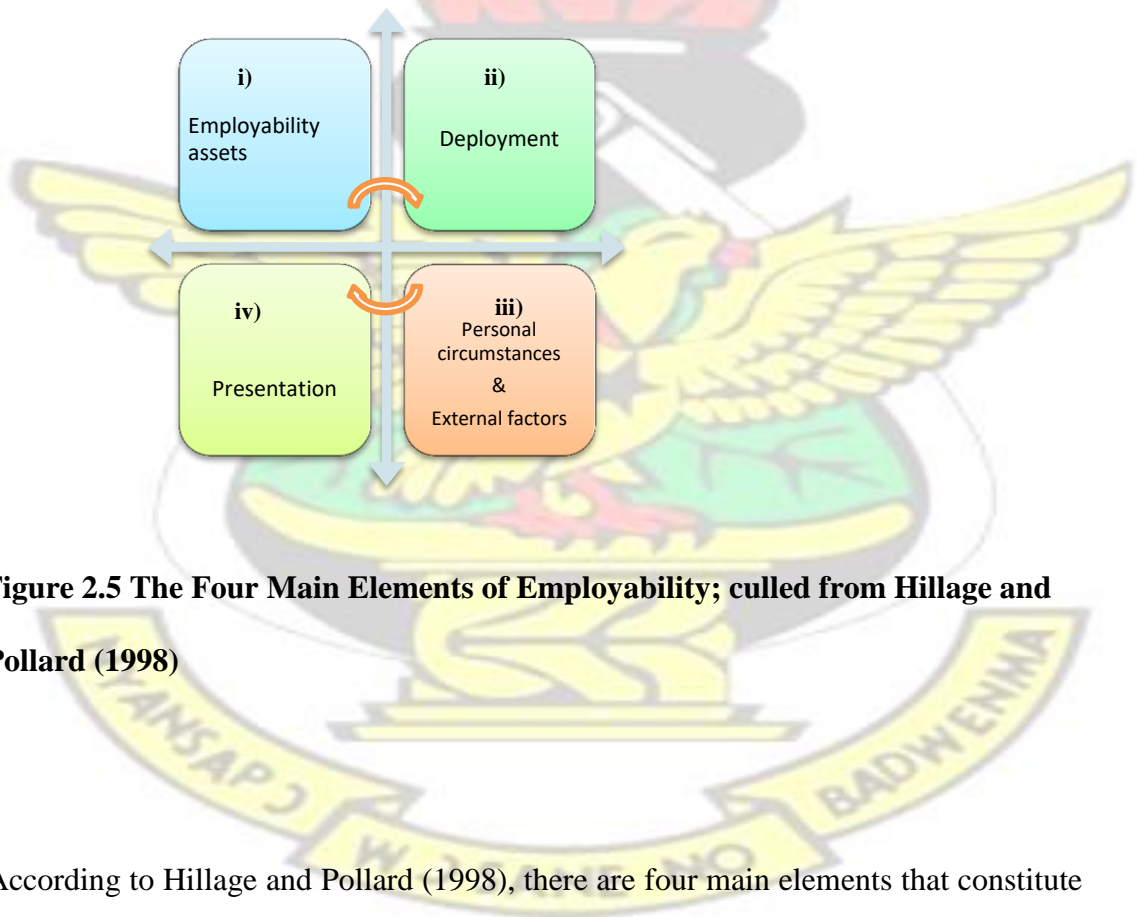 i)
Employability
assets
ii)
Deployment
iv)
Presentation
iii)
Personal
circumstances
&
External factors
Figure 2.5 The Four Main Elements of Employability; culled from Hillage and
Pollard (1998)
NYANSAPƆ
BADWENMA
According to Hillage and Pollard (1998), there are four main elements that constitute